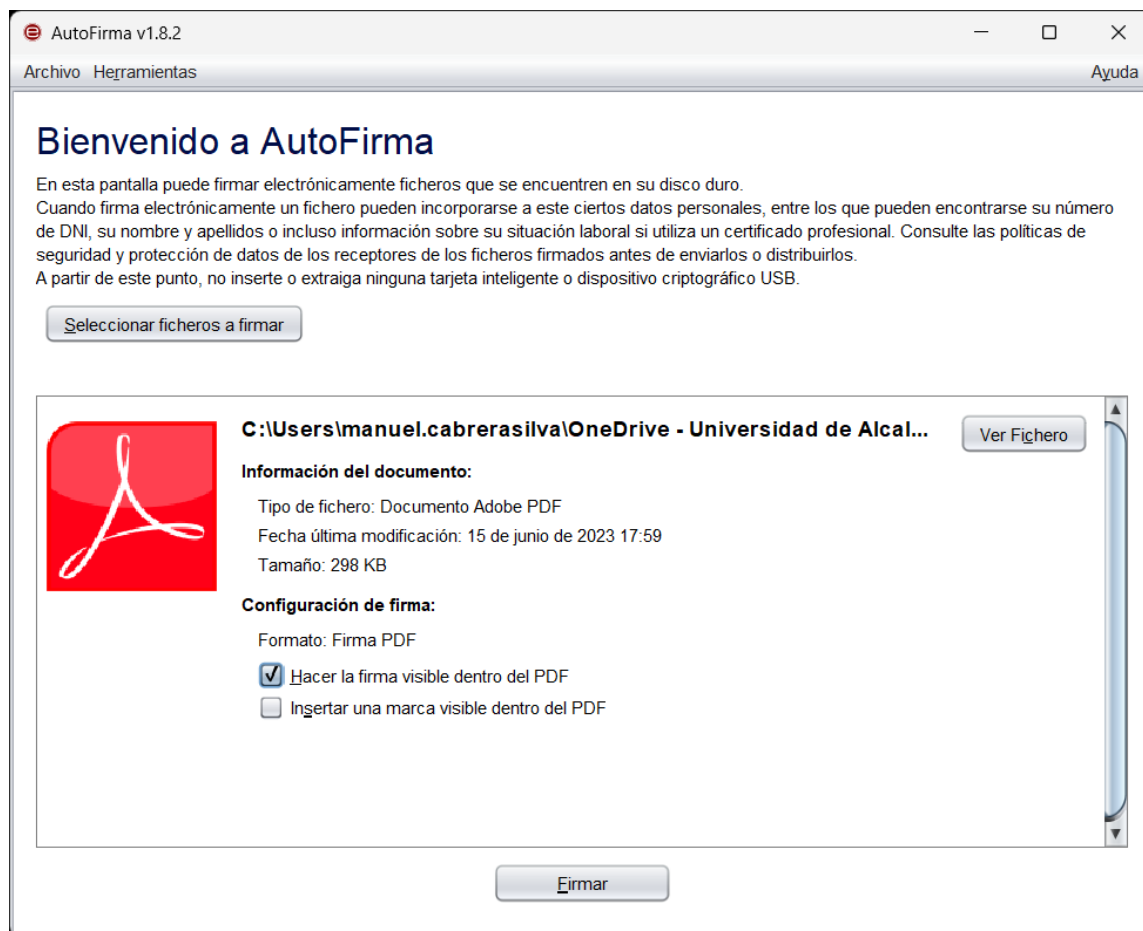 AutoFirma v1.8.2
Archivo Herramientas Ayuda
Bienvenido a AutoFirma
En esta pantalla puede firmar electrónicamente ficheros que se encuentren en su disco duro.
Cuando firma electrónicamente un fichero pueden incorporarse a este ciertos datos personales, entre los que pueden encontrarse su número
de DNI, su nombre y apellidos o incluso información sobre su situación laboral si utiliza un certificado profesional. Consulte las políticas de
seguridad y protección de datos de los receptores de los ficheros firmados antes de enviarlos o distribuirlos.
A partir de este punto, no inserte o extraiga ninguna tarjeta inteligente o dispositivo criptográfico USB.
Seleccionar ficheros a firmar
C:\Users\manuel.cabrerasilva\OneDrive - Universidad de Alcal...
Ver Fichero
Información del documento:
Tipo de fichero: Documento Adobe PDF
Fecha última modificación: 15 de junio de 2023 17:59
Tamaño: 298 KB
Configuración de firma:
Formato: Firma PDF
Hacer la firma visible dentro del PDF
Insertar una marca visible dentro del PDF
Firmar